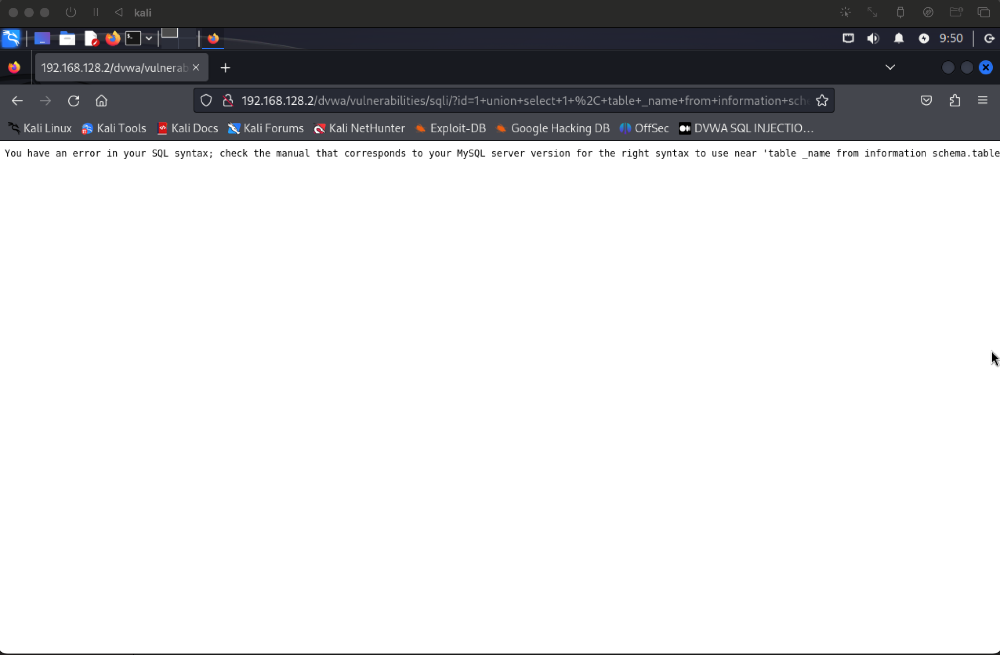 kali
9:50
192.168.128.2/dvwa/vulnerab
192.168.128.2/dvwa/vulnerabilities/sqli/?id=1+union+select+1+%2C+table+_name+from+information+sch
Kali Linux Kali Tools Kali Docs Kali Forums Kali NetHunter Exploit-DB Google Hacking DB OffSec DVWA SQL INJECTIO...
You have an error in your SQL syntax; check the manual that corresponds to your MySQL server version for the right syntax to use near 'table _name from information schema.table